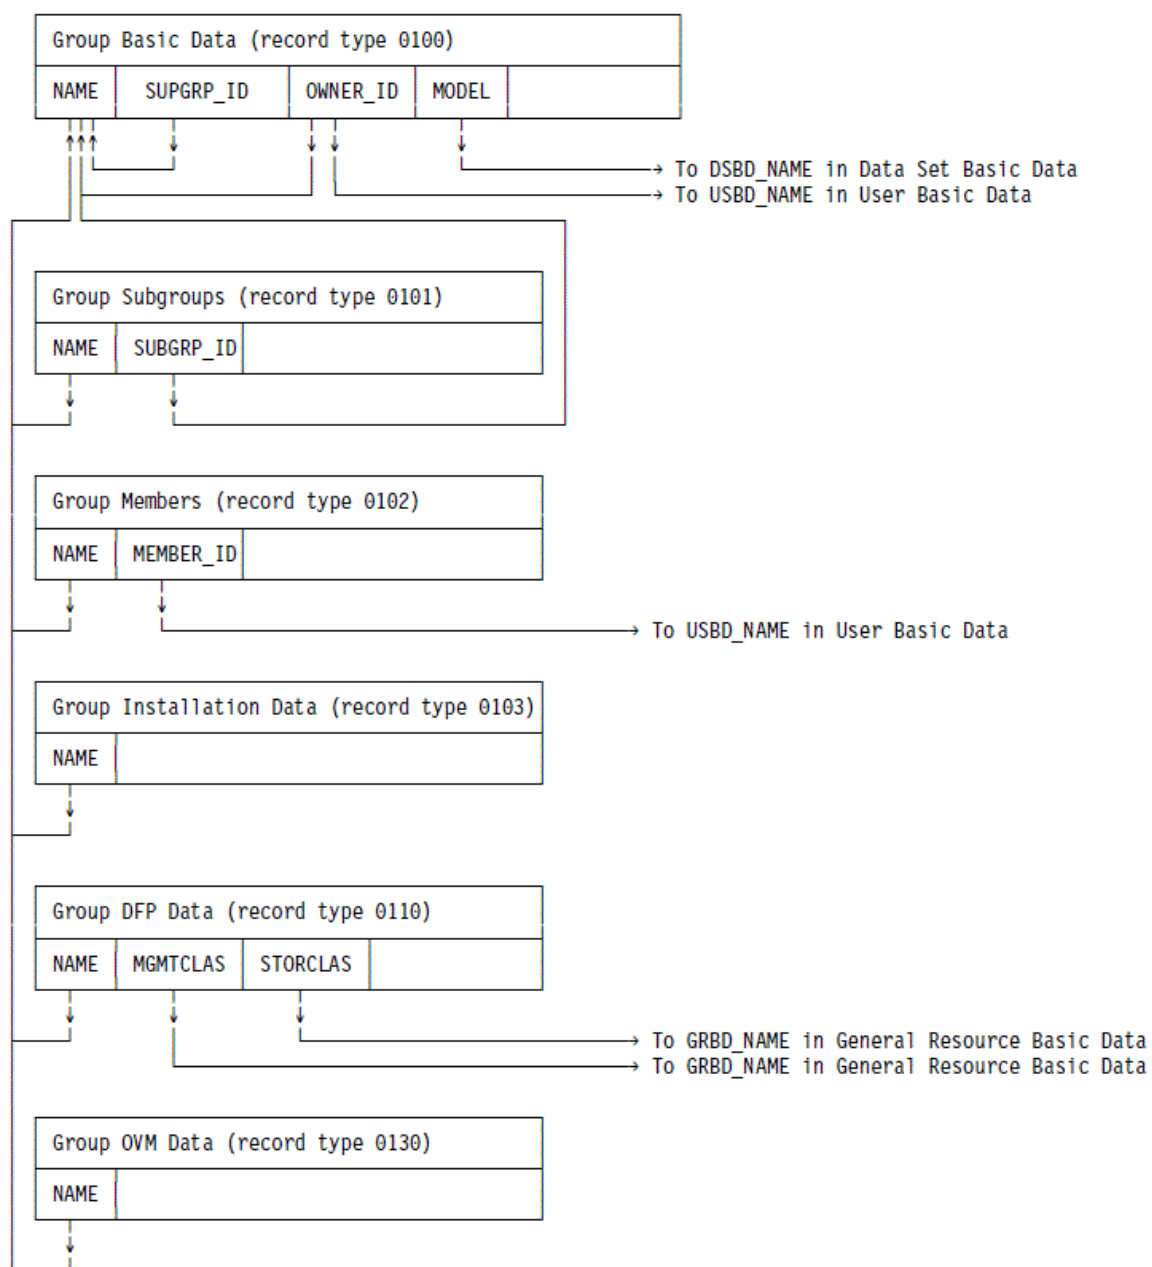 Group Basic Data (record type 0100)
NAME SUPGRP_ID OWNER_ID MODEL
To DSBD_NAME in Data Set Basic Data
To USBD_NAME in User Basic Data
Group Subgroups (record type 0101)
NAME SUBGRP_ID
Group Members (record type 0102)
NAME MEMBER_ID
To USBD_NAME in User Basic Data
Group Installation Data (record type 0103)
NAME
Group DFP Data (record type 0110)
NAME MGMTCLAS STORCLAS
To GRBD_NAME in General Resource Basic Data
To GRBD_NAME in General Resource Basic Data
Group OVM Data (record type 0130)
NAME